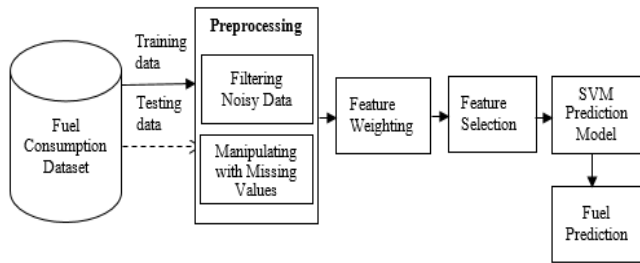 Preprocessing
Training
data
Testing
data
Fuel
Consumption
Dataset
Filtering
Noisy Data
Manipulating
with Missing
Values
Feature
Weighting
Feature
Selection
SVM
Prediction
Model
Fuel
Prediction